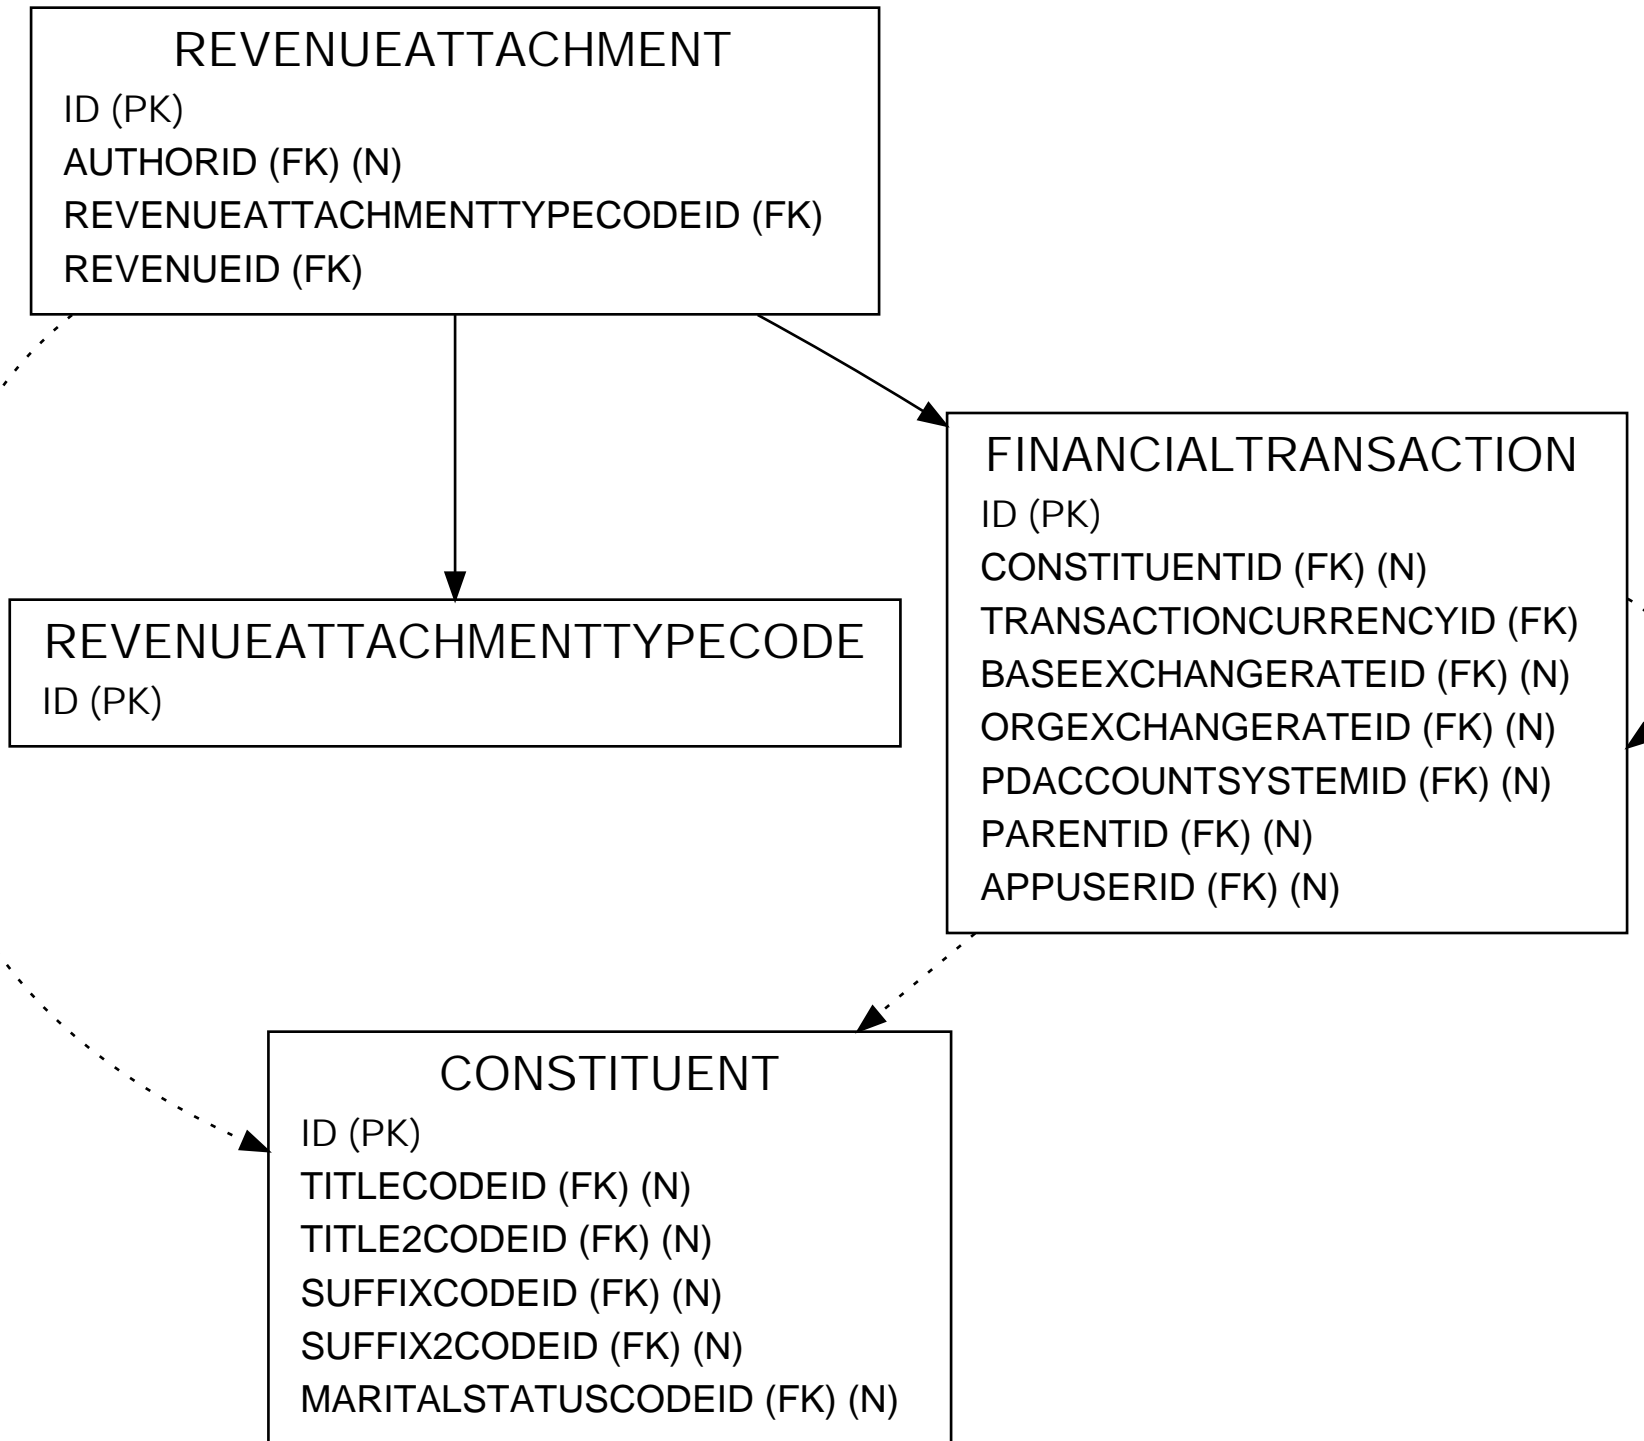 REVENUEATTACHMENT
ID (PK)
AUTHORID (FK) (N)
REVENUEATTACHMENTTYPECODEID (FK)
REVENUEID (FK)
FINANCIALTRANSACTION
ID (PK)
CONSTITUENTID (FK) (N)
TRANSACTIONCURRENCYID (FK)
BASEEXCHANGERATEID (FK) (N)
ORGEXCHANGERATEID (FK) (N)
PDACCOUNTSYSTEMID (FK) (N)
PARENTID (FK) (N)
APPUSERID (FK) (N)
REVENUEATTACHMENTTYPECODE
ID (PK)
CONSTITUENT
ID (PK)
TITLECODEID (FK) (N)
TITLE2CODEID (FK) (N)
SUFFIXCODEID (FK) (N)
SUFFIX2CODEID (FK) (N)
MARITALSTATUSCODEID (FK) (N)